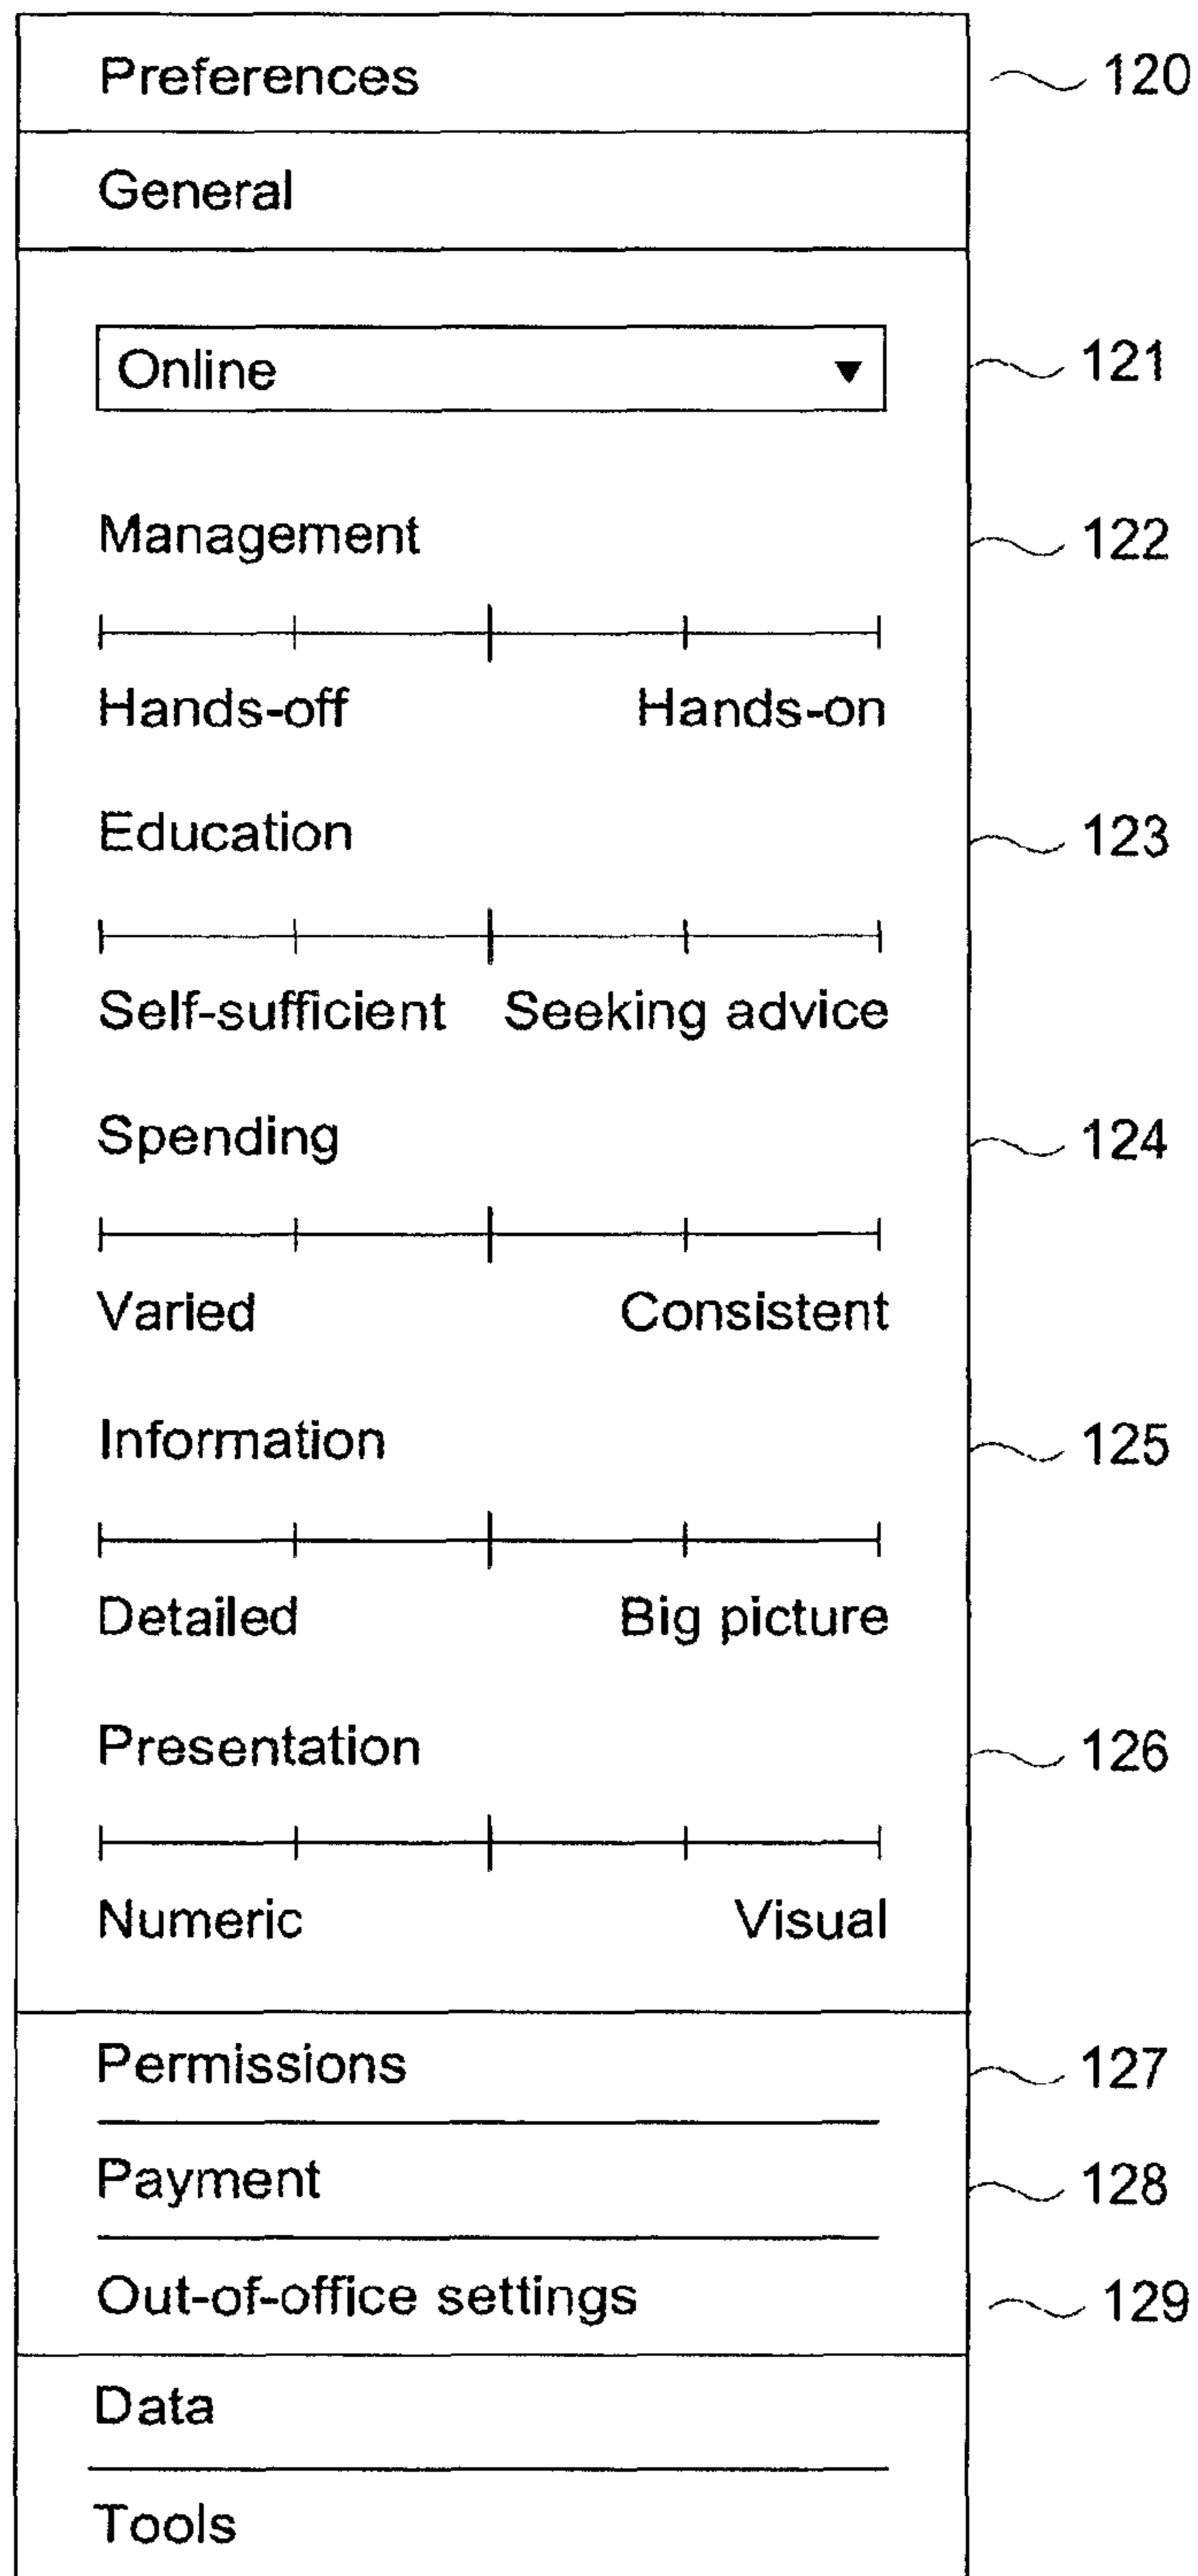 Preferences 120
General
Online 121
Management 122
Hands-off Hands-on
Education 123
Self-sufficient Seeking advice
Spending 124
Varied Consistent
Information 125
Detailed Big picture
Presentation 126
Numeric Visual
Permissions 127
Payment 128
Out-of-office settings 129
Data
Tools